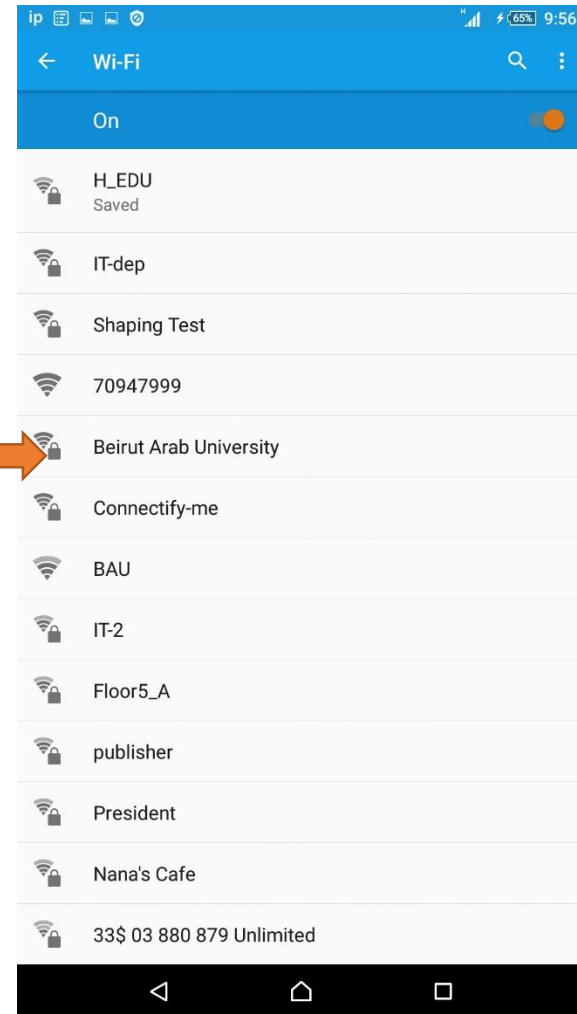 ip H 65% 9:56
Wi-Fi
On
H_EDU
Saved
IT-dep
Shaping Test
70947999
Beirut Arab University
Connectify-me
BAU
IT-2
Floor5_A
publisher
President
Nana's Cafe
33$ 03 880 879 Unlimited